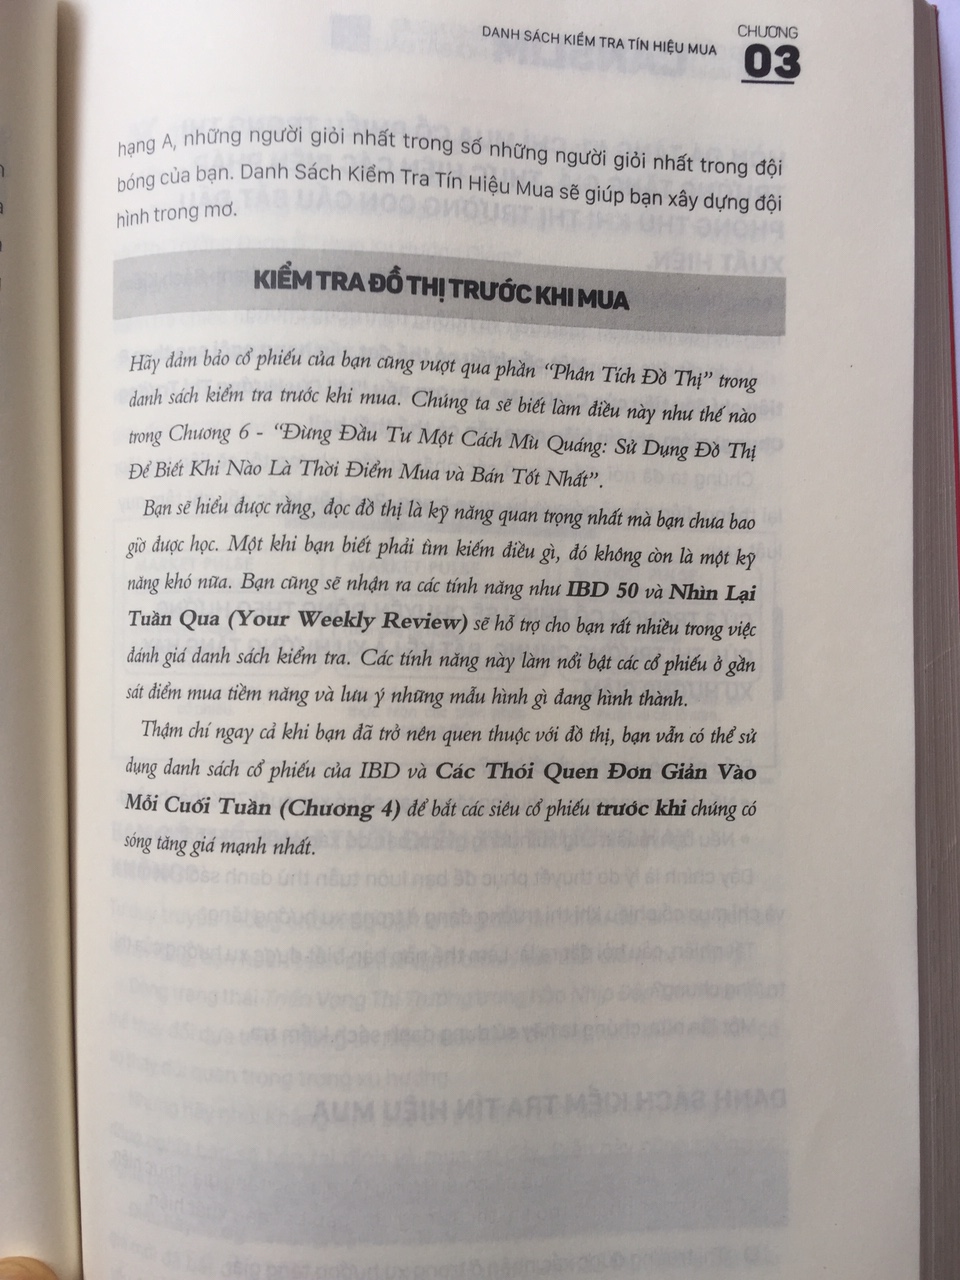 DANH SÁCH KIỂM TRA TÍN HIỆU MUA
CHƯƠNG
03
hạng A, những người giỏi nhất trong số những người giỏi nhất trong đội
bóng của bạn. Danh Sách Kiểm Tra Tín Hiệu Mua sẽ giúp bạn xây dựng đội
hình trong mơ.
KIỂM TRA ĐỒ THỊ TRƯỚC KHI MUA
Hãy đảm bảo cổ phiếu của bạn cũng vượt qua phần “Phân Tích Đồ Thị” trong
danh sách kiểm tra trước khi mua. Chúng ta sẽ biết làm điều này như thế nào
trong Chương 6 - “Đừng Đầu Tư Một Cách Mù Quáng: Sử Dụng Đồ Thị
Để Biết Khi Nào Là Thời Điểm Mua và Bán Tốt Nhất”.
Bạn sẽ hiểu được rằng, đọc đồ thị là kỹ năng quan trọng nhất mà bạn chưa bao
giờ được học. Một khi bạn biết phải tìm kiếm điều gì, đó không còn là một kỹ
năng khó nữa. Bạn cũng sẽ nhận ra các tính năng như IBD 50 và Nhìn Lại
Tuần Qua (Your Weekly Review) sẽ hỗ trợ cho bạn rất nhiều trong việc
đánh giá danh sách kiểm tra. Các tính năng này làm nổi bật các cổ phiếu ở gần
sát điểm mua tiềm năng và lưu ý những mẫu hình gì đang hình thành.
Thậm chí ngay cả khi bạn đã trở nên quen thuộc với đồ thị, bạn vẫn có thể sử
dụng danh sách cổ phiếu của IBD và Các Thói Quen Đơn Giản Vào
Mỗi Cuối Tuần (Chương 4) để bắt các siêu cổ phiếu trước khi chúng có
sóng tăng giá mạnh nhất.